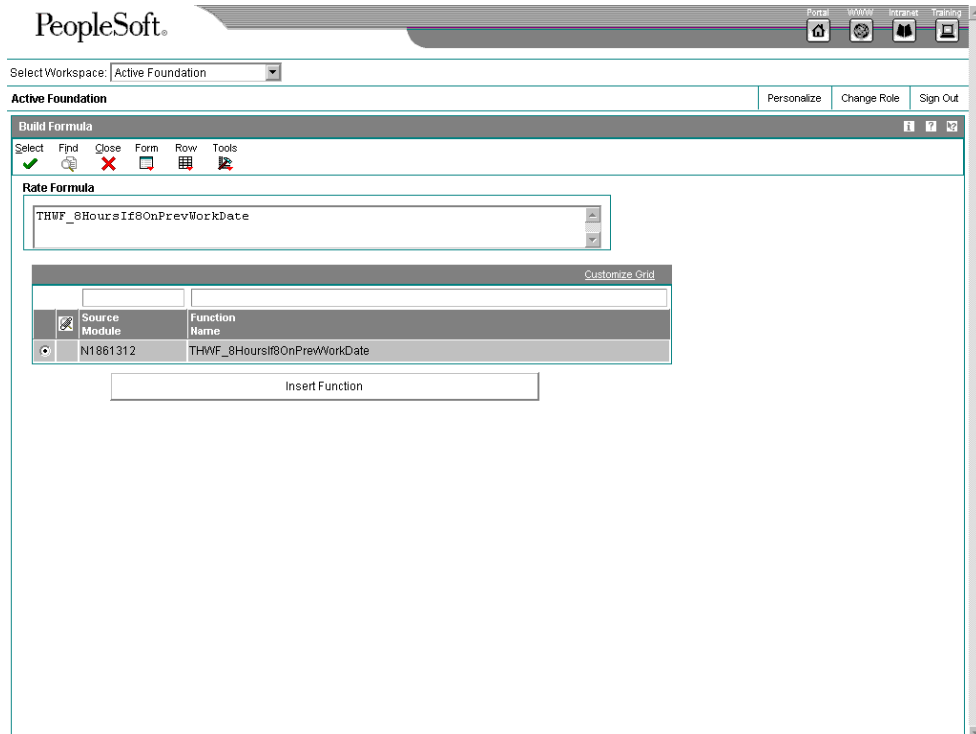 Portal WWW Intranet Training
PeopleSoft.
Select Workspace: Active Foundation
Active Foundation Personalize Change Role Sign Out
Build Formula i ? ?
Select Find Close Form Row Tools
Rate Formula
THWF_8HoursIf8OnPrevWorkDate
Customize Grid
Source Function
Module Name
N1861312 THWF_8HoursIf8OnPrevWorkDate
Insert Function